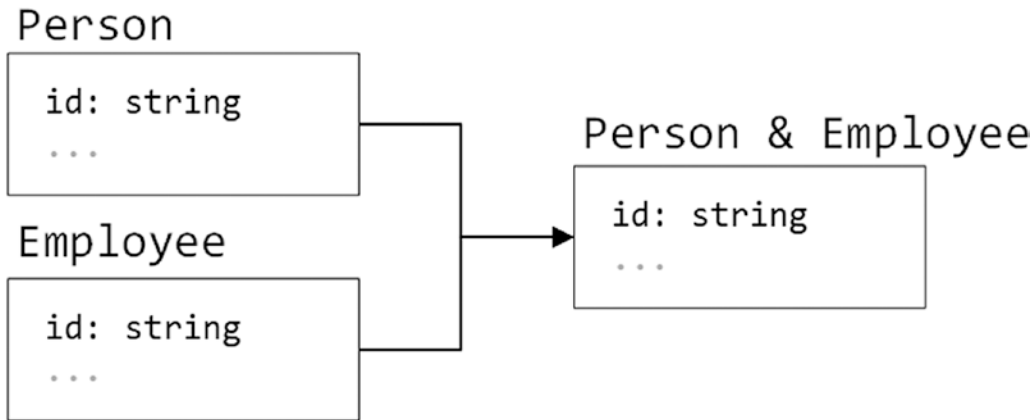 Person
id: string
...
Employee
id: string
...
Person & Employee
id: string
...